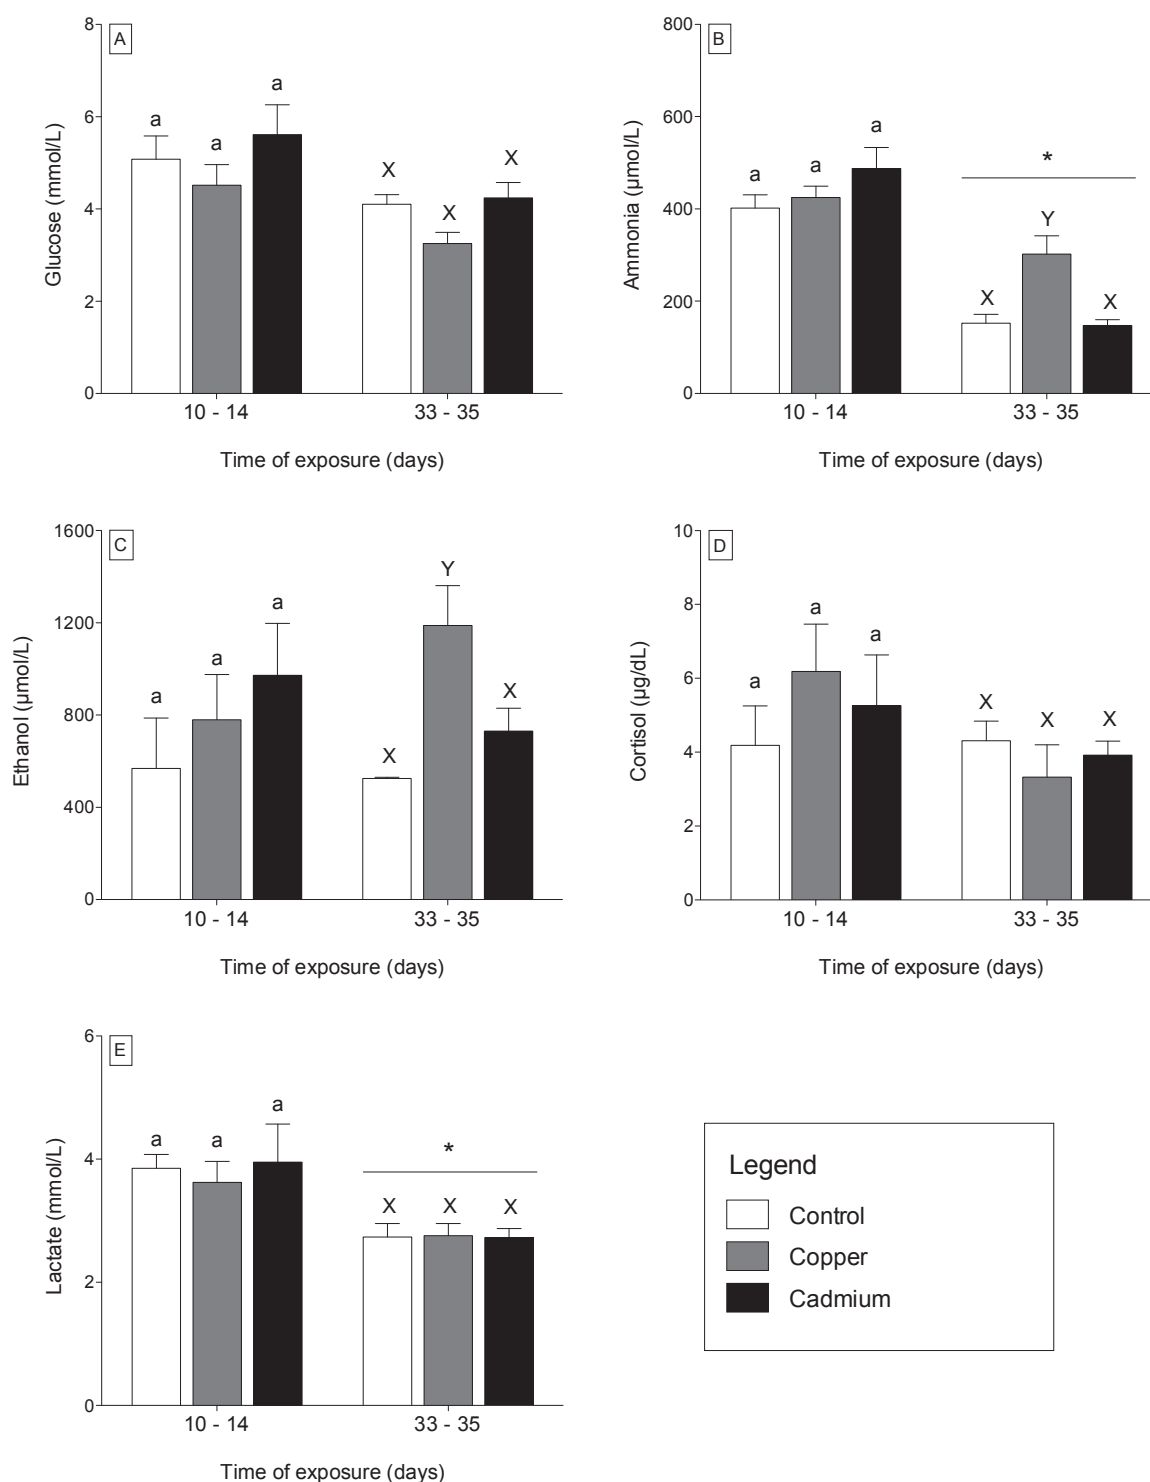 A
Glucose (mmol/L)
8
6
4
2
0
a
a
a
X
X
X
10 - 14
33 - 35
Time of exposure (days)
B
Ammonia (µmol/L)
800
600
400
200
0
a
a
a
*
X
Y
X
10 - 14
33 - 35
Time of exposure (days)
C
Ethanol (µmol/L)
1600
1200
800
400
0
a
a
a
X
Y
X
10 - 14
33 - 35
Time of exposure (days)
D
Cortisol (µg/dL)
10
8
6
4
2
0
a
a
a
X
X
X
10 - 14
33 - 35
Time of exposure (days)
E
Lactate (mmol/L)
6
4
2
0
a
a
a
*
X
X
X
10 - 14
33 - 35
Time of exposure (days)
Legend
Control
Copper
Cadmium